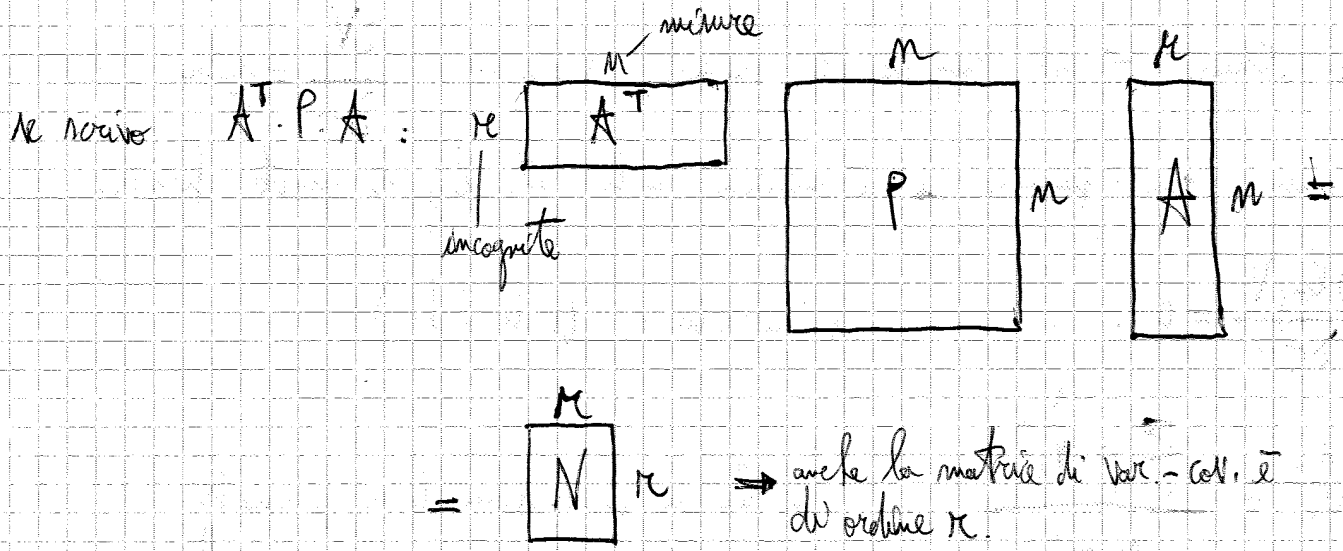 misure
n n r
se scrivo A^T · P · A : r A^T P n A n =
incognite
r
= N r ⇒ anche la matrice di var.-cov. è
di ordine r.